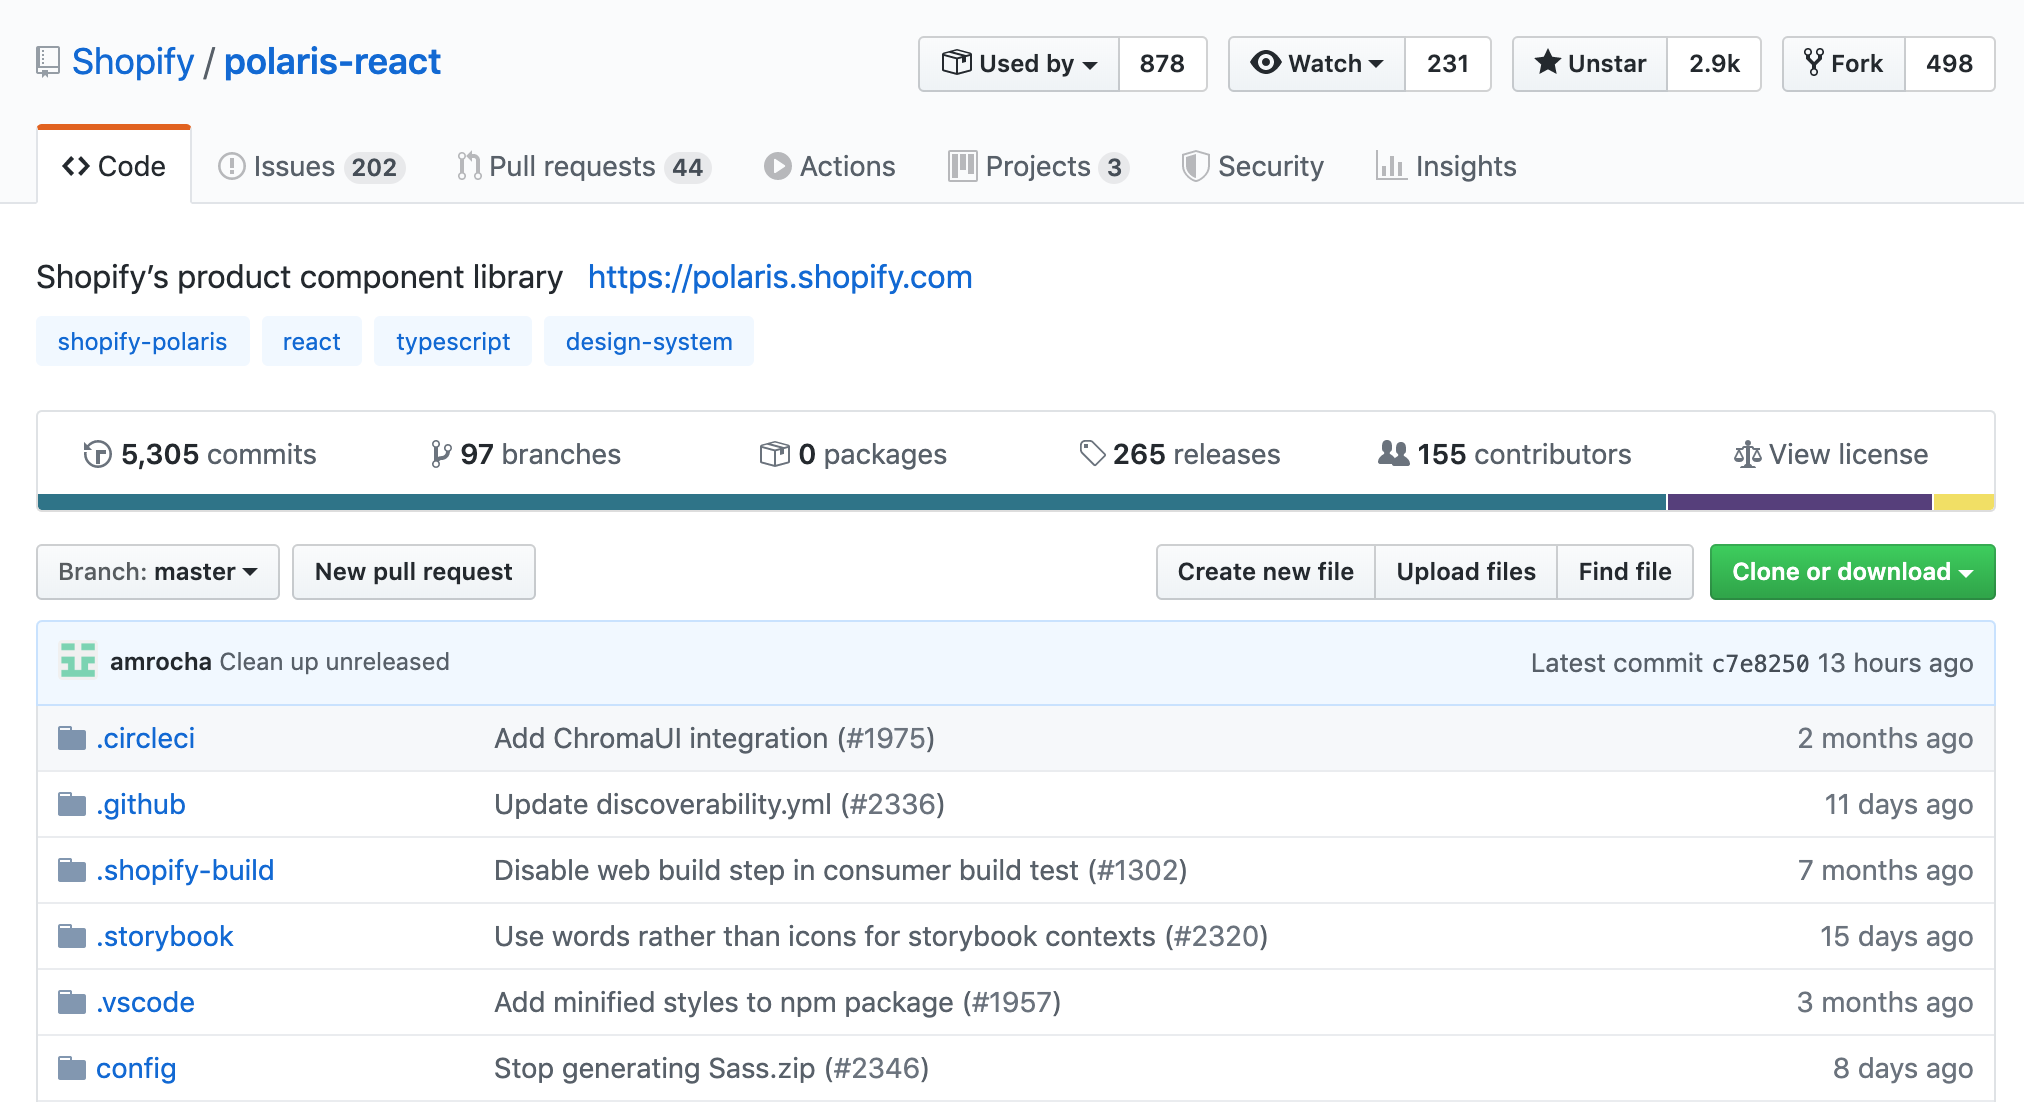 Shopify / polaris-react
Used by 878 Watch 231 Unstar 2.9k Fork 498
Code Issues 202 Pull requests 44 Actions Projects 3 Security Insights
Shopify’s product component library https://polaris.shopify.com
shopify-polaris react typescript design-system
5,305 commits 97 branches 0 packages 265 releases 155 contributors View license
Branch: master New pull request Create new file Upload files Find file Clone or download
amrocha Clean up unreleased Latest commit c7e8250 13 hours ago
.circleci Add ChromaUI integration (#1975) 2 months ago
.github Update discoverability.yml (#2336) 11 days ago
.shopify-build Disable web build step in consumer build test (#1302) 7 months ago
.storybook Use words rather than icons for storybook contexts (#2320) 15 days ago
.vscode Add minified styles to npm package (#1957) 3 months ago
config Stop generating Sass.zip (#2346) 8 days ago